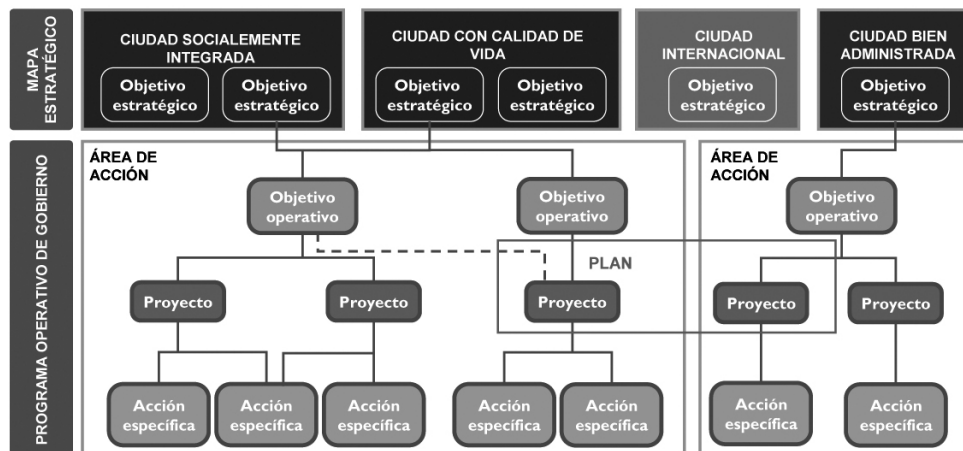 MAPA
ESTRATÉGICO
CIUDAD SOCIALEMENTE
INTEGRADA
Objetivo
estratégico
Objetivo
estratégico
CIUDAD CON CALIDAD DE
VIDA
Objetivo
estratégico
Objetivo
estratégico
CIUDAD
INTERNACIONAL
Objetivo
estratégico
CIUDAD BIEN
ADMINISTRADA
Objetivo
estratégico
PROGRAMA OPERATIVO DE GOBIERNO
ÁREA DE
ACCIÓN
Objetivo
operativo
Objetivo
operativo
PLAN
Proyecto
Proyecto
Proyecto
Acción
específica
Acción
específica
Acción
específica
Acción
específica
Acción
específica
ÁREA DE
ACCIÓN
Objetivo
operativo
Proyecto
Proyecto
Acción
específica
Acción
específica